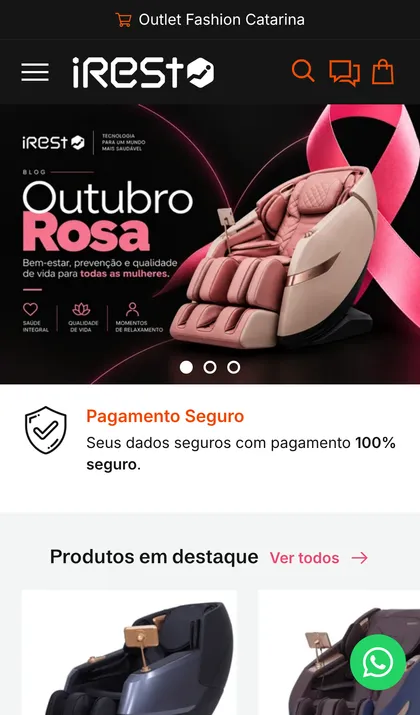 Outlet Fashion Catarina
iRest
iRest
TECNOLOGIA
PARA UM MUNDO
MAIS SAUDÁVEL
BLOG
Outubro
Rosa
Bem-estar, prevenção e qualidade
de vida para todas as mulheres.
SAÚDE
INTEGRAL
QUALIDADE
DE VIDA
MOMENTOS
DE RELAXAMENTO
Pagamento Seguro
Seus dados seguros com pagamento 100%
seguro.
Produtos em destaque Ver todos